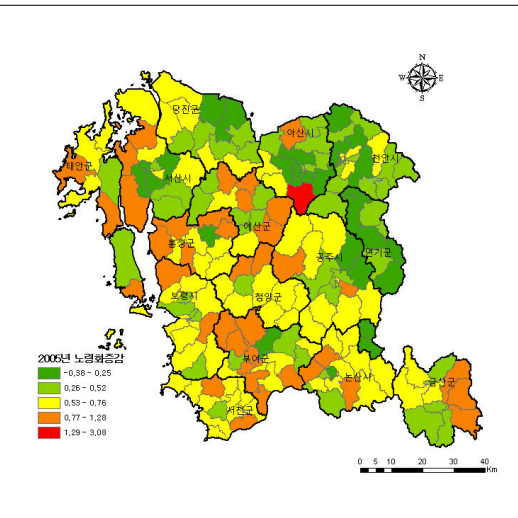 N
W
E
S
당진군
아산시
천안시
태안군
서산시
예산군
홍성군
공주시
연기군
보령시
청양군
부여군
논산시
금산군
서천군
2005년 노령화증감
-0,38 - 0,25
0,26 - 0,52
0,53 - 0,76
0,77 - 1,28
1,29 - 3,08
0 5 10 20 30 40
Km